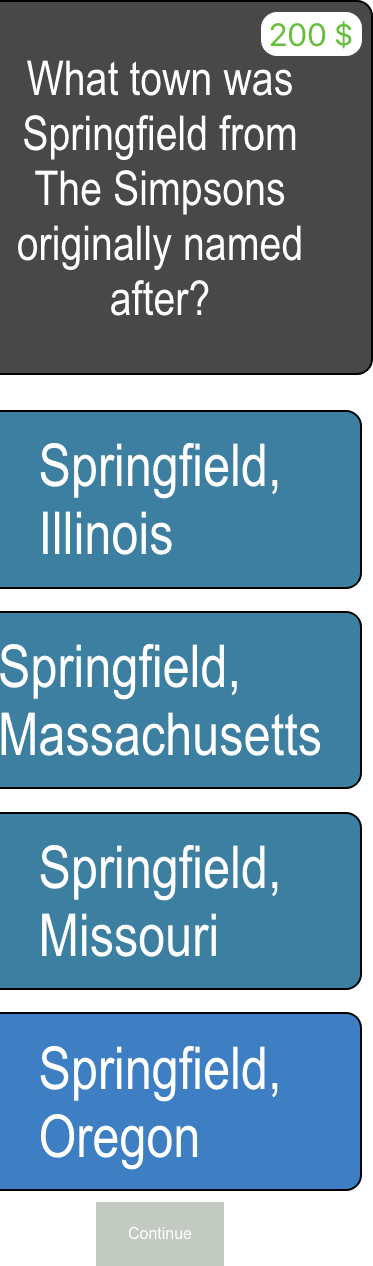 200 $
What town was
Springfield from
The Simpsons
originally named
after?
Springfield,
Illinois
Springfield,
Massachusetts
Springfield,
Missouri
Springfield,
Oregon
Continue